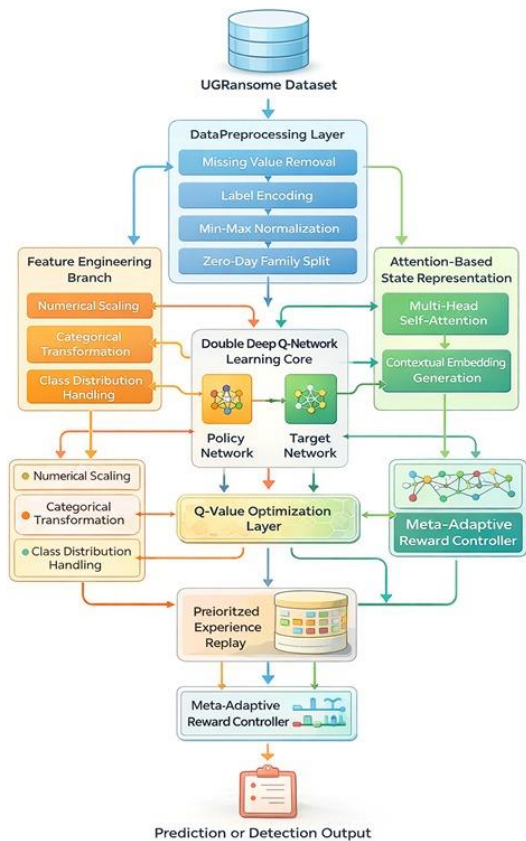 UGRansome Dataset
DataPreprocessing Layer
Missing Value Removal
Label Encoding
Min-Max Normalization
Zero-Day Family Split
Feature Engineering
Branch
Numerical Scaling
Categorical
Transformation
Class Distribution
Handling
Attention-Based
State Representation
Multi-Head
Self-Attention
Contextual Embedding
Generation
Double Deep Q-Network
Learning Core
Policy
Network
Target
Network
Numerical Scaling
Categorical
Transformation
Class Distribution
Handling
Q-Value Optimization
Layer
Meta-Adaptive
Reward Controller
Preioritzed
Experience
Replay
Meta-Adaptive
Reward Controller
Prediction or Detection Output